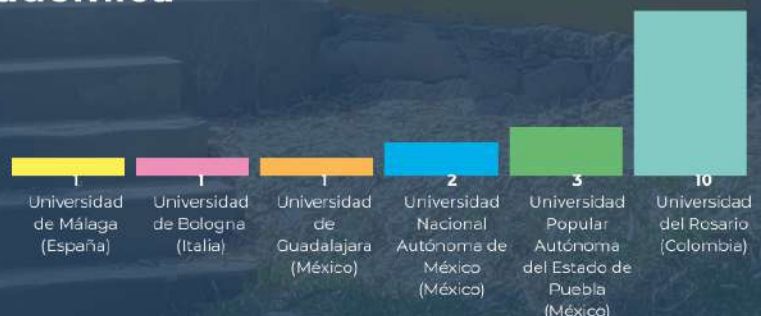 1
Universidad
de Málaga
(España)
1
Universidad
de Bologna
(Italia)
1
Universidad
de
Guadalajara
(México)
2
Universidad
Nacional
Autónoma de
México
(México)
3
Universidad
Popular
Autónoma
del Estado de
Puebla
(México)
10
Universidad
del Rosario
(Colombia)